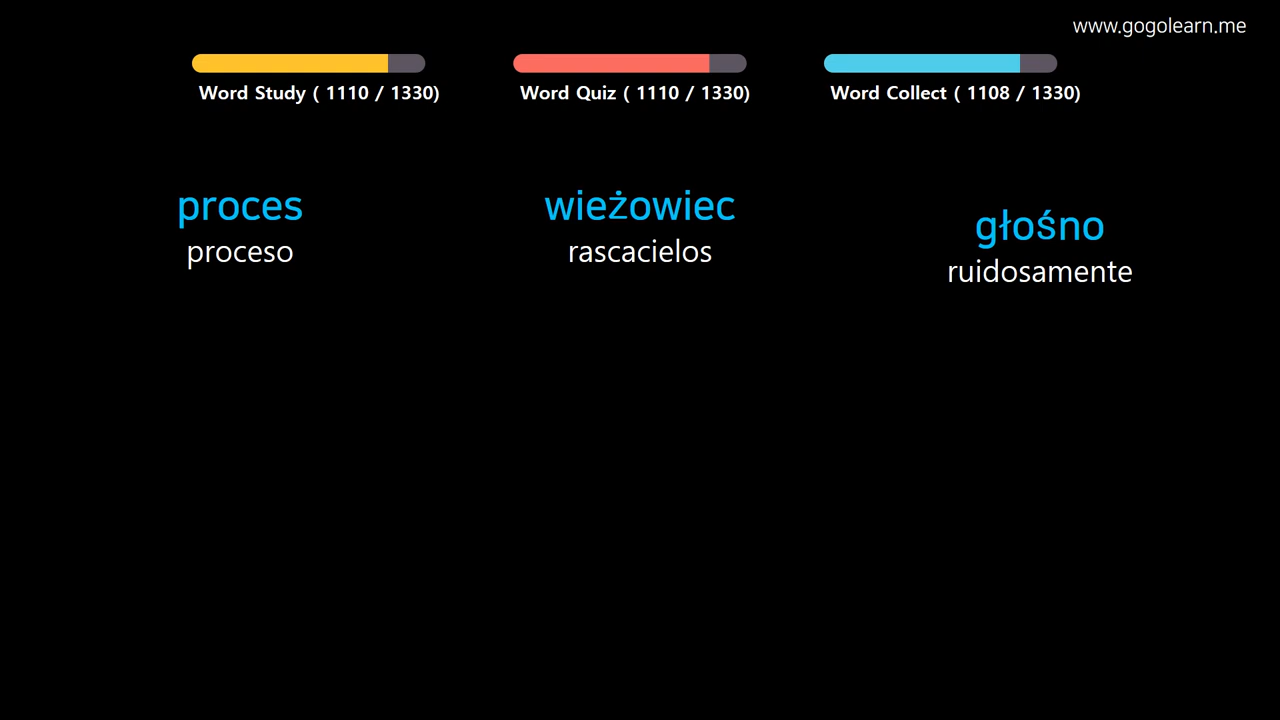 www.gogolearn.me
Word Study ( 1110 / 1330)
Word Quiz ( 1110 / 1330)
Word Collect ( 1108 / 1330)
proces
proceso
wieżowiec
rascacielos
głośno
ruidosamente